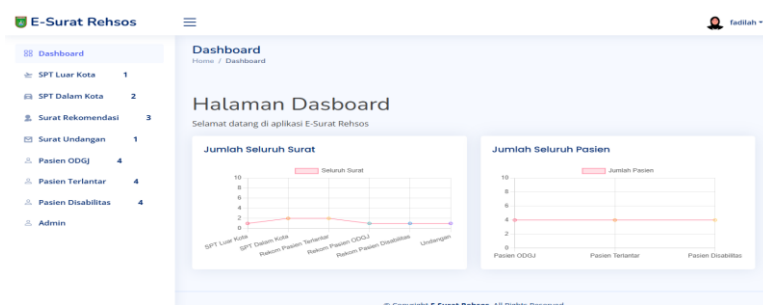 E-Surat Rehsos
fadilah
Dashboard
SPT Luar Kota 1
SPT Dalam Kota 2
Surat Rekomendasi 3
Surat Undangan 1
Pasien ODGJ 4
Pasien Terlantar 4
Pasien Disabilitas 4
Admin
Dashboard
Home / Dashboard
Halaman Dasboard
Selamat datang di aplikasi E-Surat Rehsos
Jumlah Seluruh Surat
Seluruh Surat
10
8
6
4
2
0
SPT Luar Kota
SPT Dalam Kota
Rekom Pasien Terlantar
Rekom Pasien ODGJ
Rekom Pasien Disabilitas
Undangan
Jumlah Seluruh Pasien
Jumlah Pasien
10
8
6
4
2
0
Pasien ODGJ
Pasien Terlantar
Pasien Disabilitas
© Copyright E-Surat Rehsos. All Rights Reserved